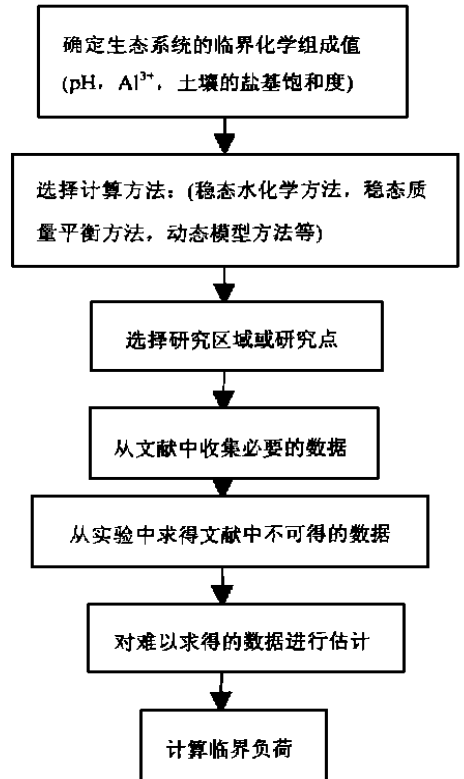 确定生态系统的临界化学组成值
(pH，Al³⁺，土壤的盐基饱和度)
选择计算方法：(稳态水化学方法，稳态质
量平衡方法，动态模型方法等)
选择研究区域或研究点
从文献中收集必要的数据
从实验中求得文献中不可得的数据
对难以求得的数据进行估计
计算临界负荷